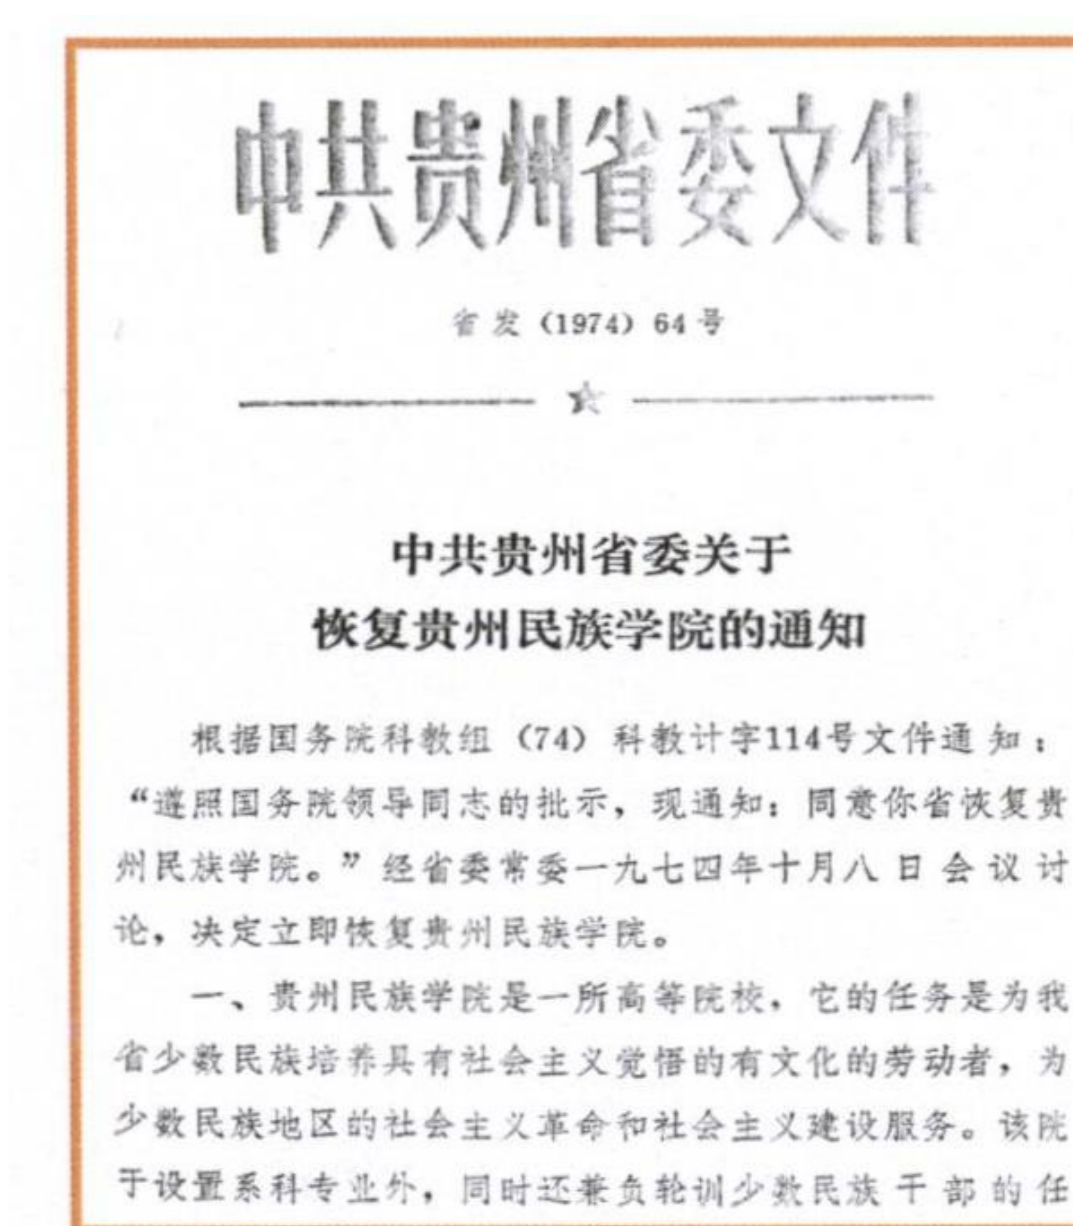 中共贵州省委文件
省发（1974）64号
中共贵州省委关于
恢复贵州民族学院的通知
根据国务院科教组（74）科教计字114号文件通知：
“遵照国务院领导同志的批示，现通知：同意你省恢复贵
州民族学院。”经省委常委一九七四年十月八日会议讨
论，决定立即恢复贵州民族学院。
一、贵州民族学院是一所高等院校，它的任务是为我
省少数民族培养具有社会主义觉悟的有文化的劳动者，为
少数民族地区的社会主义革命和社会主义建设服务。该院
于设置系科专业外，同时还兼负轮训少数民族干部的任